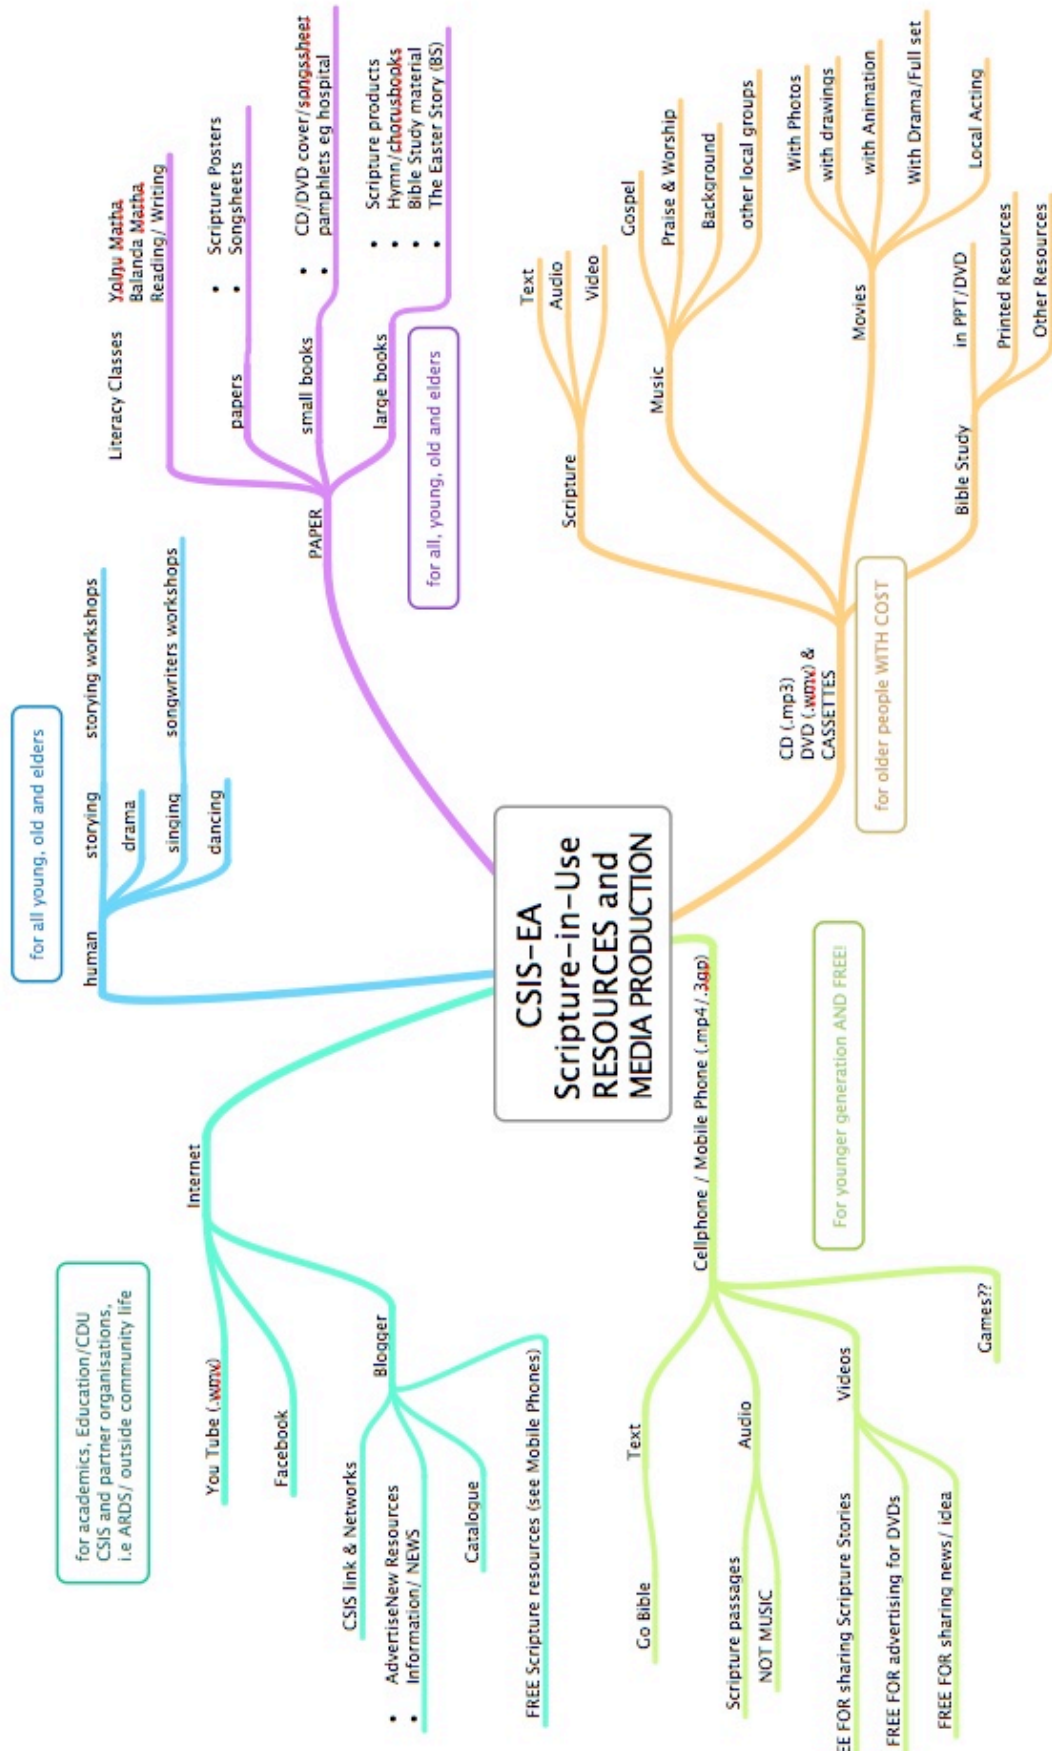 CSIS-EA
Scripture-in-Use
RESOURCES and
MEDIA PRODUCTION
for academics, Education/CDU
CSIS and partner organisations,
i.e ARDS/ outside community life
Internet
You Tube (.wmv)
Facebook
Blogger
CSIS link & Networks
• AdvertiseNew Resources
• Information/ NEWS
Catalogue
FREE Scripture resources (see Mobile Phones)
for all young, old and elders
human
storying
storying workshops
drama
singing
songwriters workshops
dancing
PAPER
Literacy Classes
Yolnu Matha,
Balanda Matha,
Reading/ Writing
papers
• Scripture Posters
• Songsheets
small books
• CD/DVD cover/songssheet
• pamphlets eg hospital
large books
• Scripture products
• Hymn/chorusbooks
• Bible Study material
• The Easter Story (BS)
for all, young, old and elders
Cellphone / Mobile Phone (.mp4/.3gp)
Text
Go Bible
Audio
Scripture passages
NOT MUSIC
Videos
EE FOR sharing Scripture Stories
FREE FOR advertising for DVDs
FREE FOR sharing news/ idea
Games??
For younger generation AND FREE!
CD (.mp3)
DVD (.wmv) &
CASSETTES
for older people WITH COST
Scripture
Text
Audio
Video
Music
Gospel
Praise & Worship
Background
other local groups
Movies
With Photos
with drawings
with Animation
With Drama/Full set
Local Acting
Bible Study
in PPT/DVD
Printed Resources
Other Resources